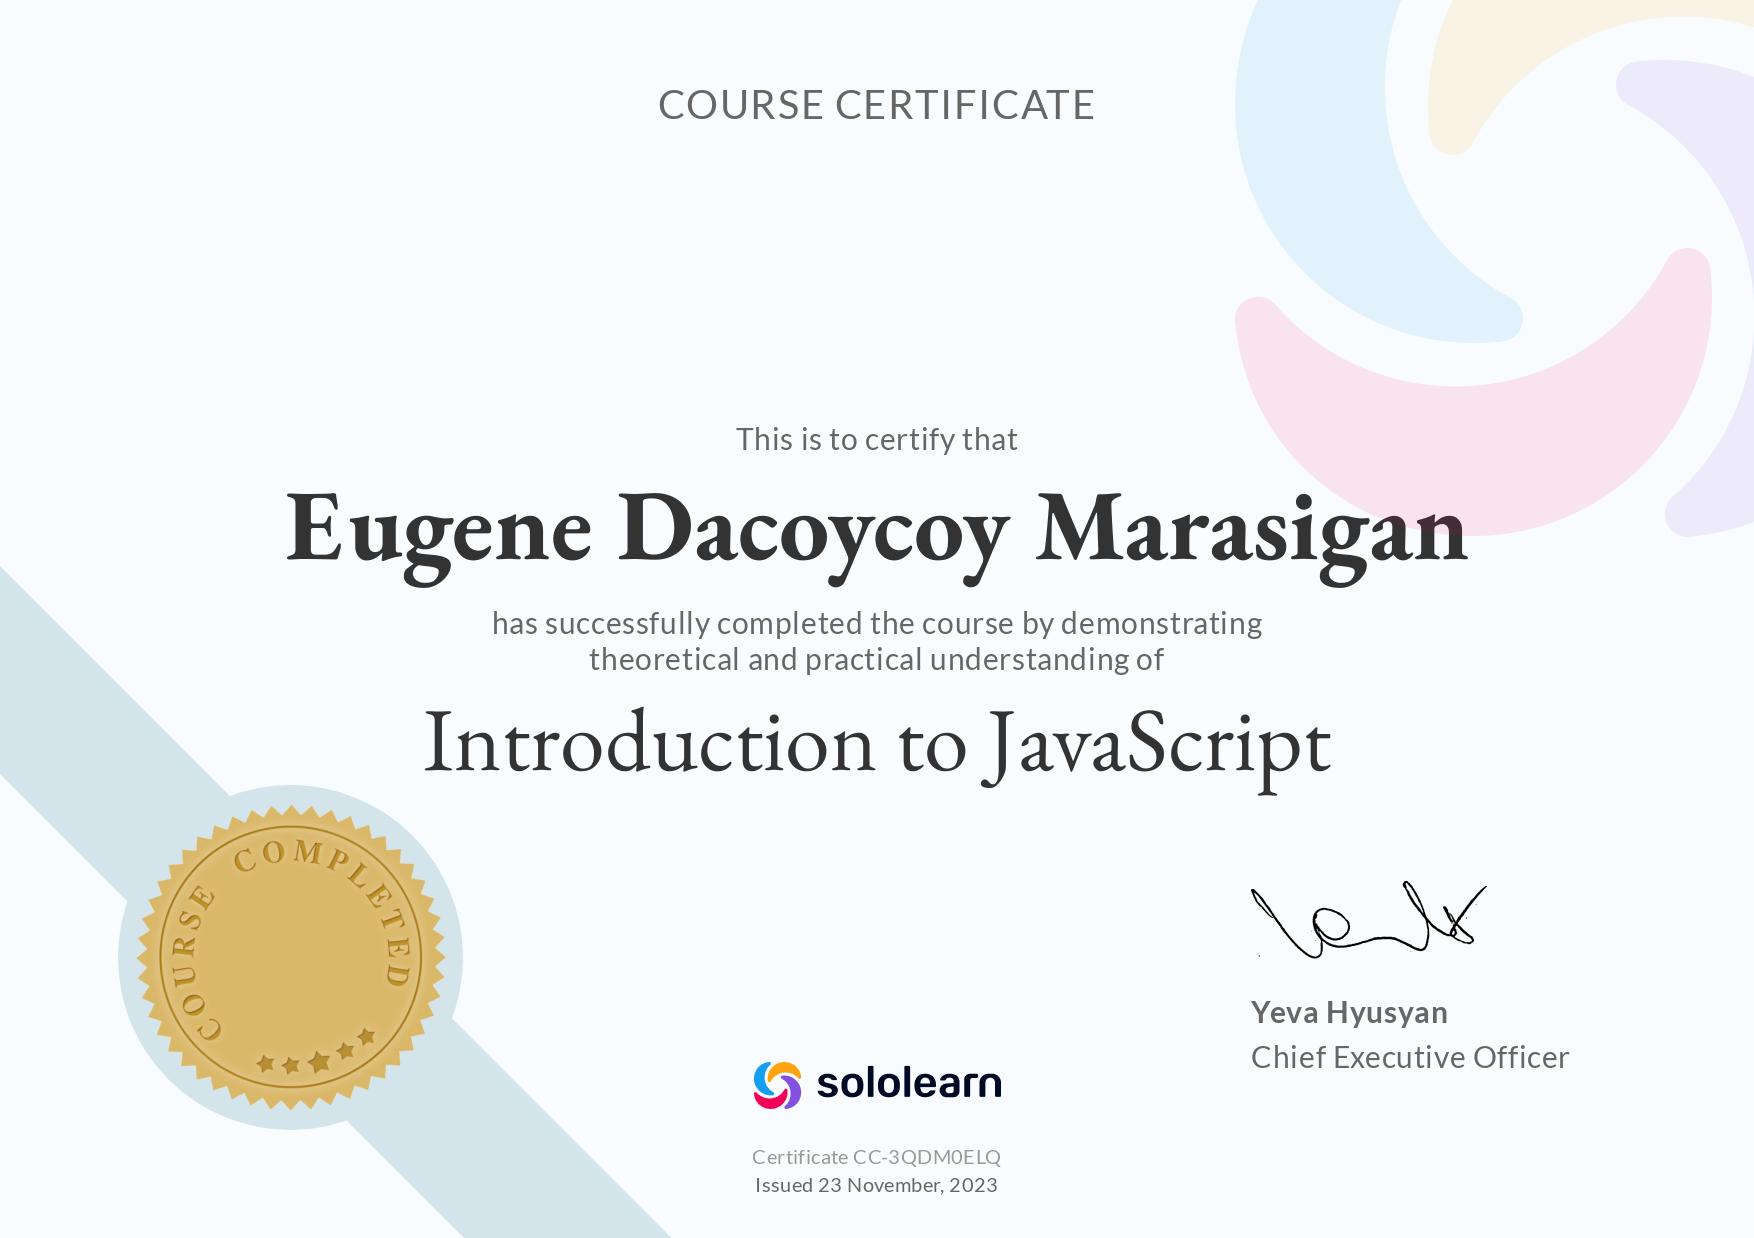 COURSE CERTIFICATE
This is to certify that
Eugene Dacoycoy Marasigan
has successfully completed the course by demonstrating
theoretical and practical understanding of
Introduction to JavaScript
COURSE COMPLETED
Yeva Hyusyan
Chief Executive Officer
sololearn
Certificate CC-3QDM0ELQ
Issued 23 November, 2023